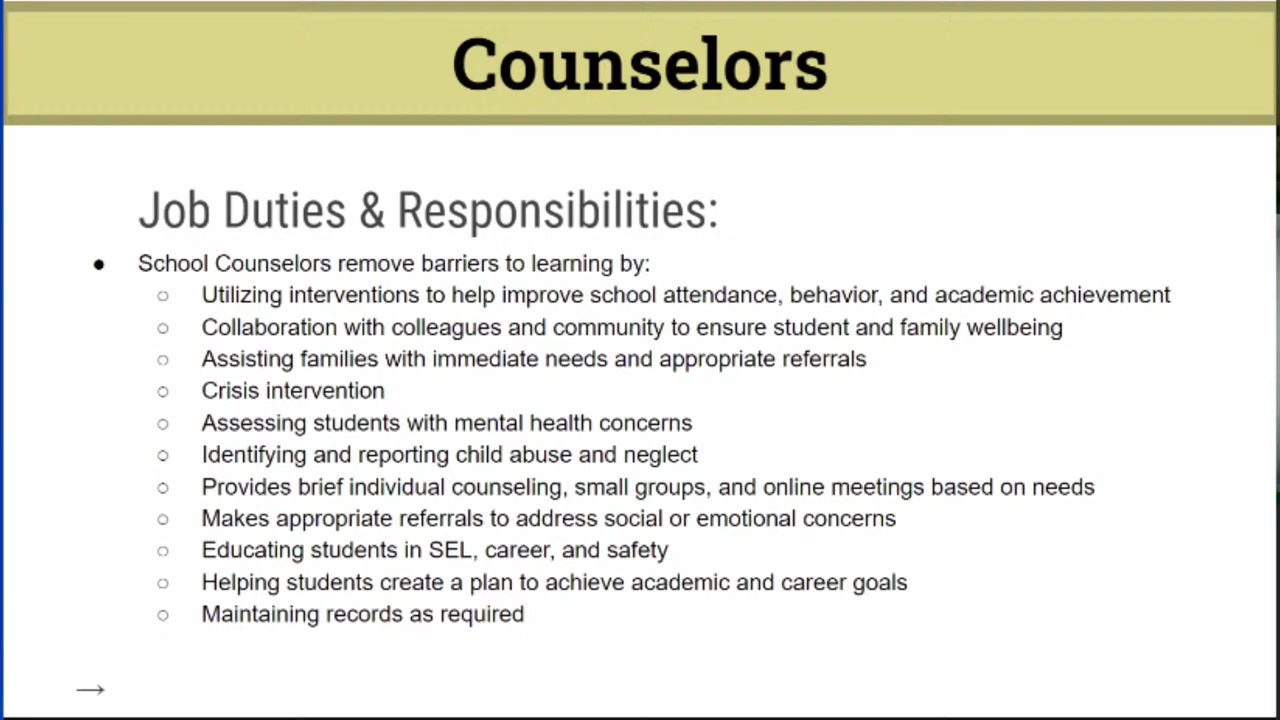 Counselors
Job Duties & Responsibilities:
● School Counselors remove barriers to learning by:
○ Utilizing interventions to help improve school attendance, behavior, and academic achievement
○ Collaboration with colleagues and community to ensure student and family wellbeing
○ Assisting families with immediate needs and appropriate referrals
○ Crisis intervention
○ Assessing students with mental health concerns
○ Identifying and reporting child abuse and neglect
○ Provides brief individual counseling, small groups, and online meetings based on needs
○ Makes appropriate referrals to address social or emotional concerns
○ Educating students in SEL, career, and safety
○ Helping students create a plan to achieve academic and career goals
○ Maintaining records as required
→